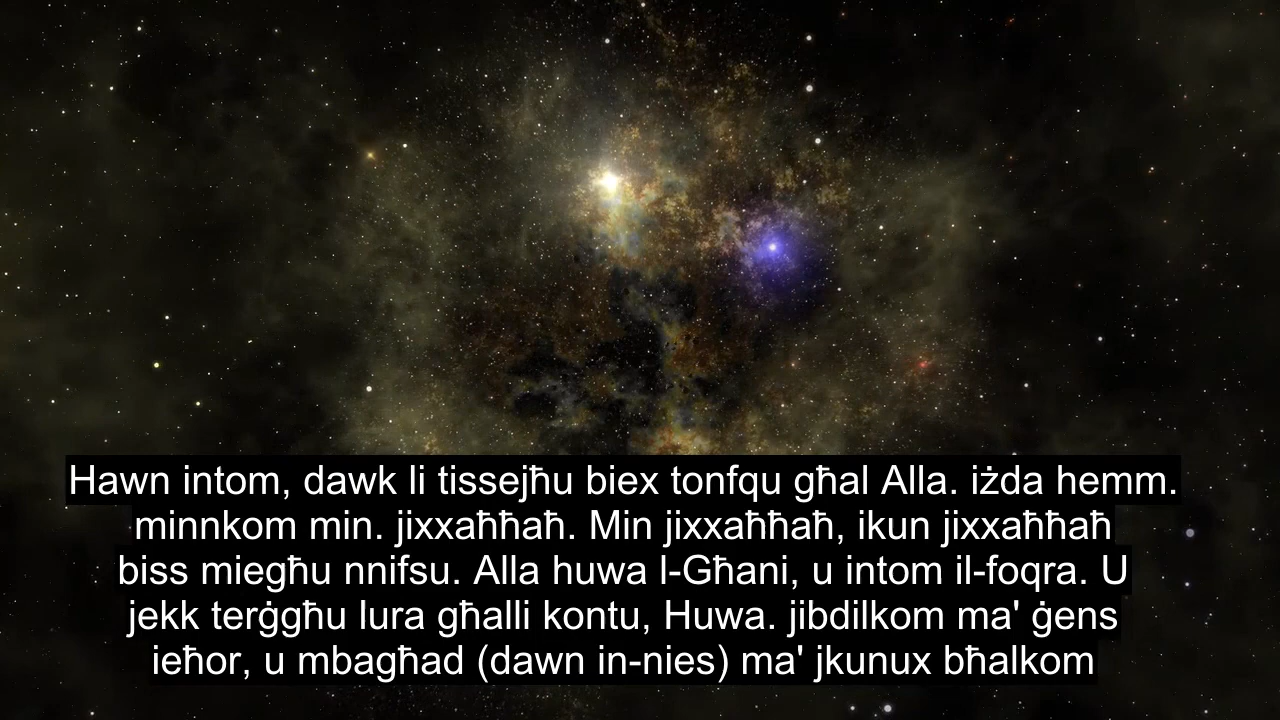 Hawn intom, dawk li tissejħu biex tonfqu għal Alla. iżda hemm.
minnkom min. jixxaħħaħ. Min jixxaħħaħ, ikun jixxaħħaħ
biss miegħu nnifsu. Alla huwa l-Għani, u intom il-foqra. U
jekk terġgħu lura għalli kontu, Huwa. jibdilkom ma' ġens
ieħor, u mbagħad (dawn in-nies) ma' jkunux bħalkom